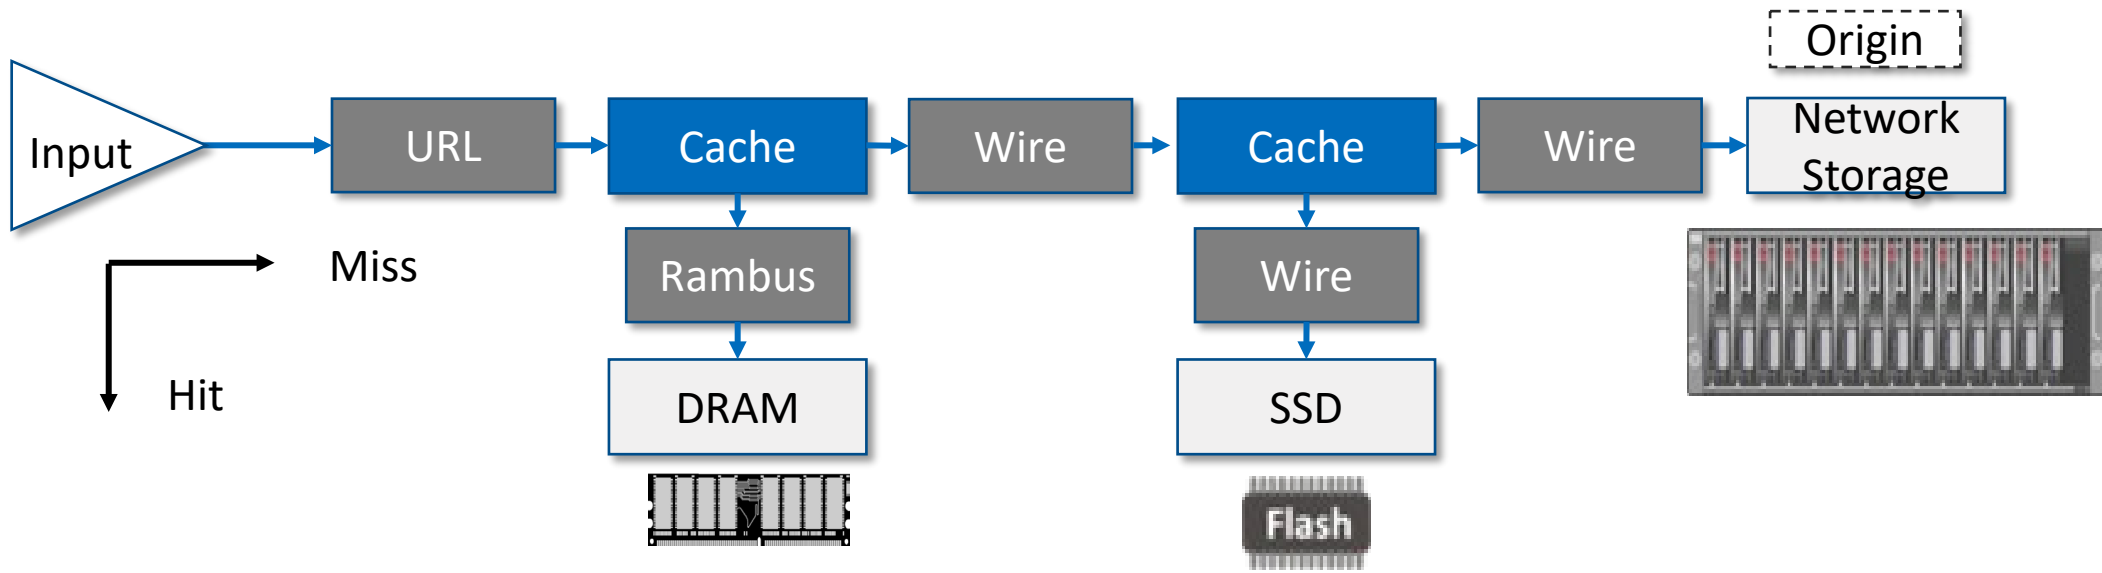 Origin
Input
URL
Cache
Wire
Cache
Wire
Network
Storage
Miss
Rambus
Wire
Hit
DRAM
SSD
Flash